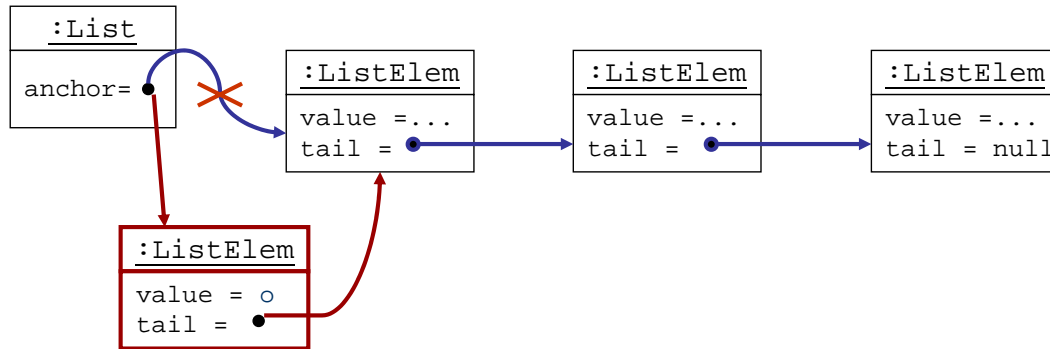 :List
anchor=
:ListElem
value =...
tail =
:ListElem
value =...
tail =
:ListElem
value =...
tail = null
:ListElem
value = o
tail =